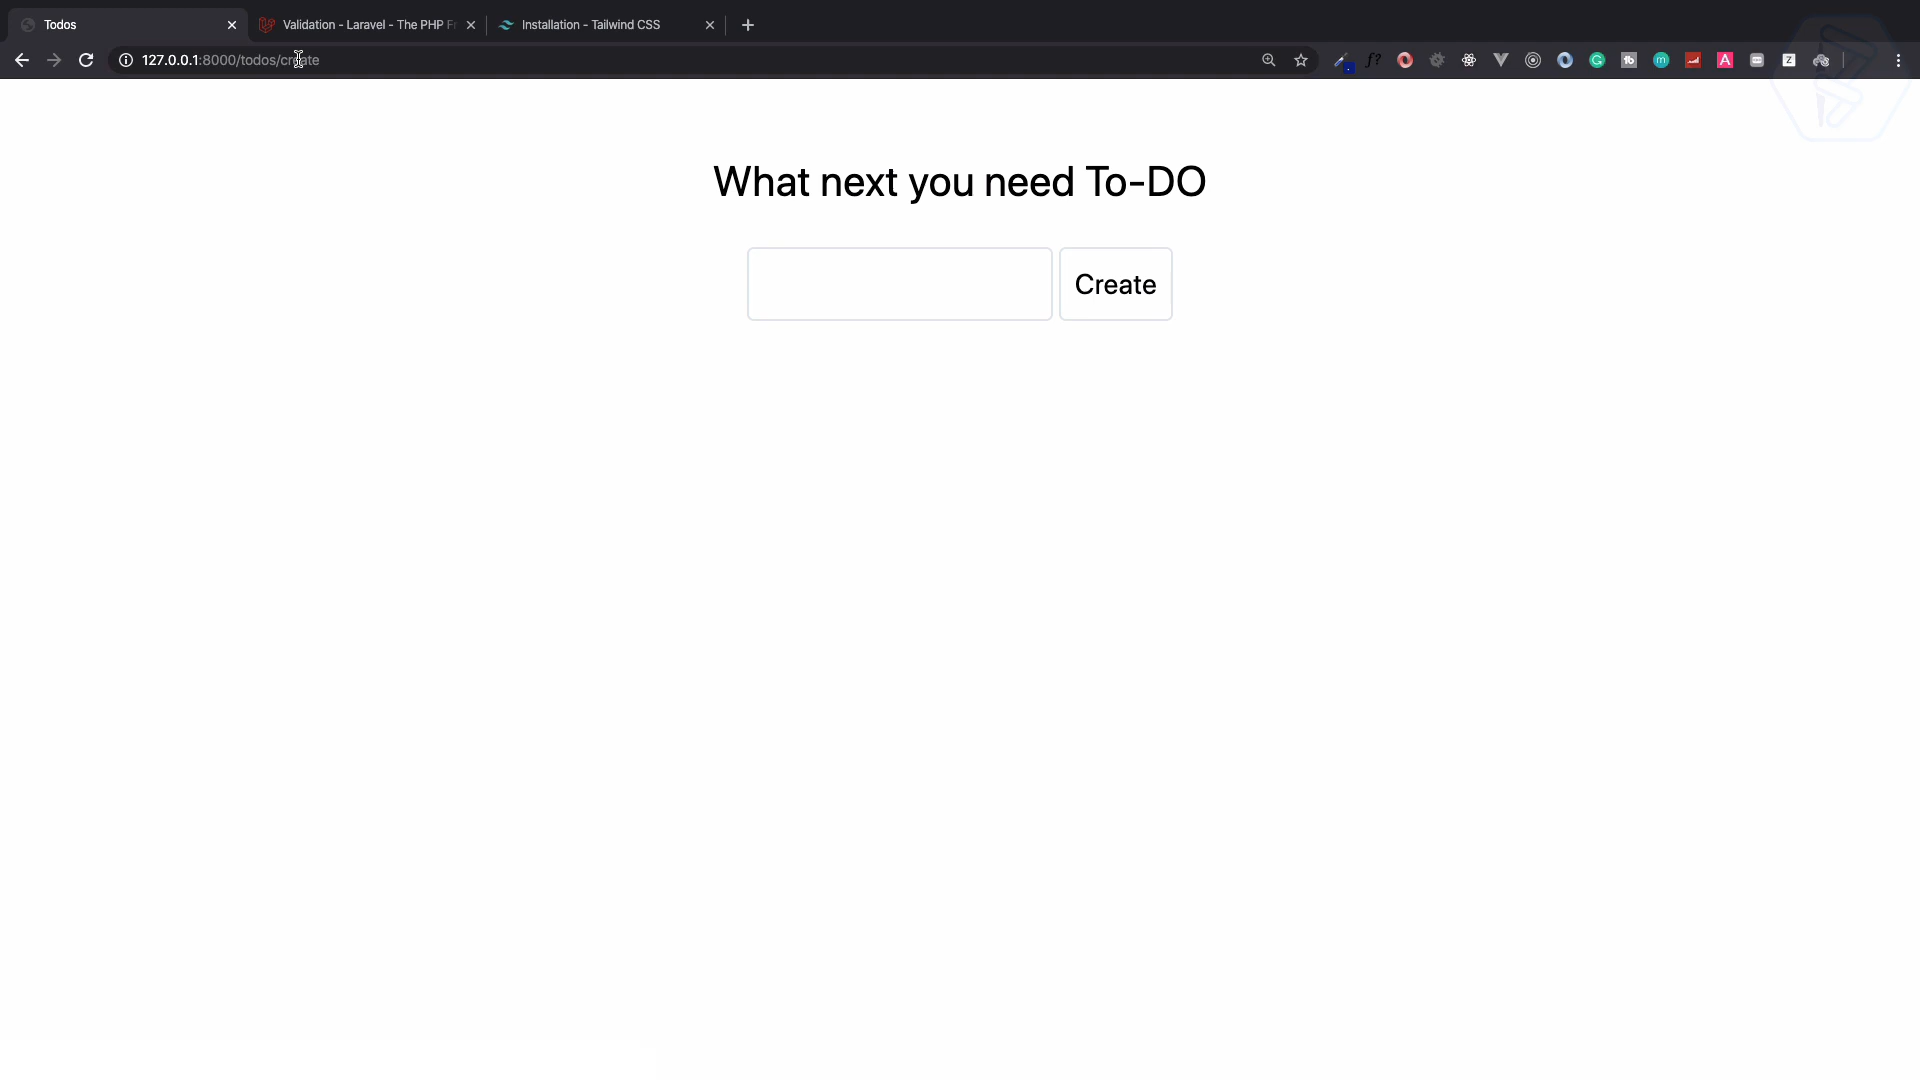 Todos
Validation - Laravel - The PHP Fr
Installation - Tailwind CSS
127.0.0.1:8000/todos/create
What next you need To-DO
Create